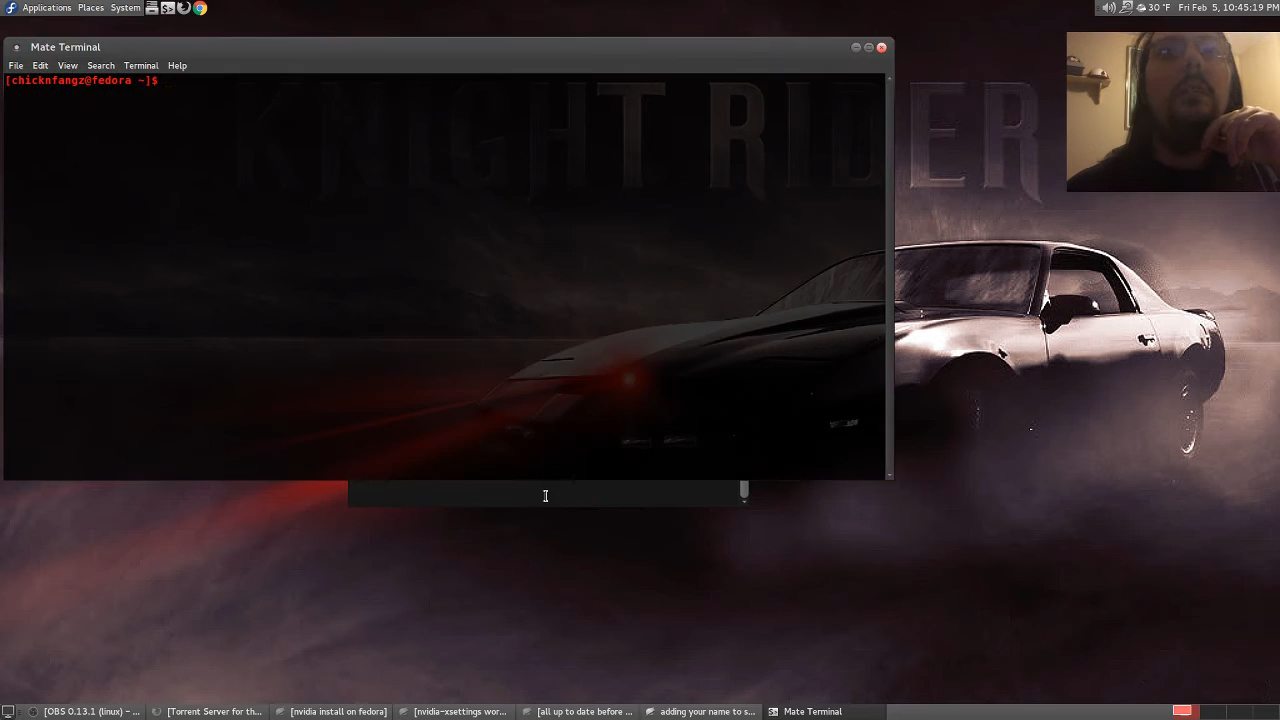 Applications Places System
30 °F Fri Feb 5, 10:45:19 PM
Mate Terminal
File Edit View Search Terminal Help
[chicknfangz@fedora ~]$
KNIGHT RIDER
[OBS 0.13.1 (linux) – ... [Torrent Server for th... [nvidia install on fedora] [nvidia-xsettings wor... [all up to date before ... adding your name to s... Mate Terminal